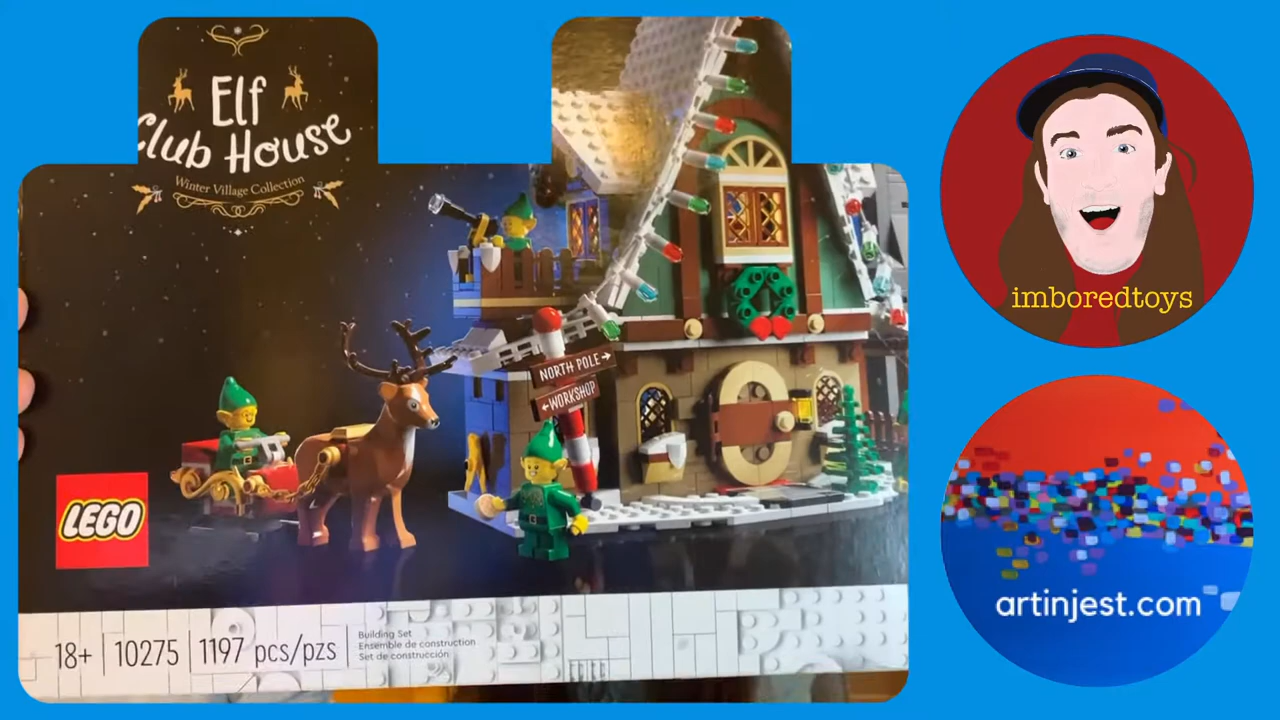 Elf
Club House
Winter Village Collection
NORTH POLE→
←WORKSHOP
LEGO
18+ 10275 1197 pcs/pzs
Building Set
Ensemble de construction
Set de construcción
imboredtoys
artinjest.com